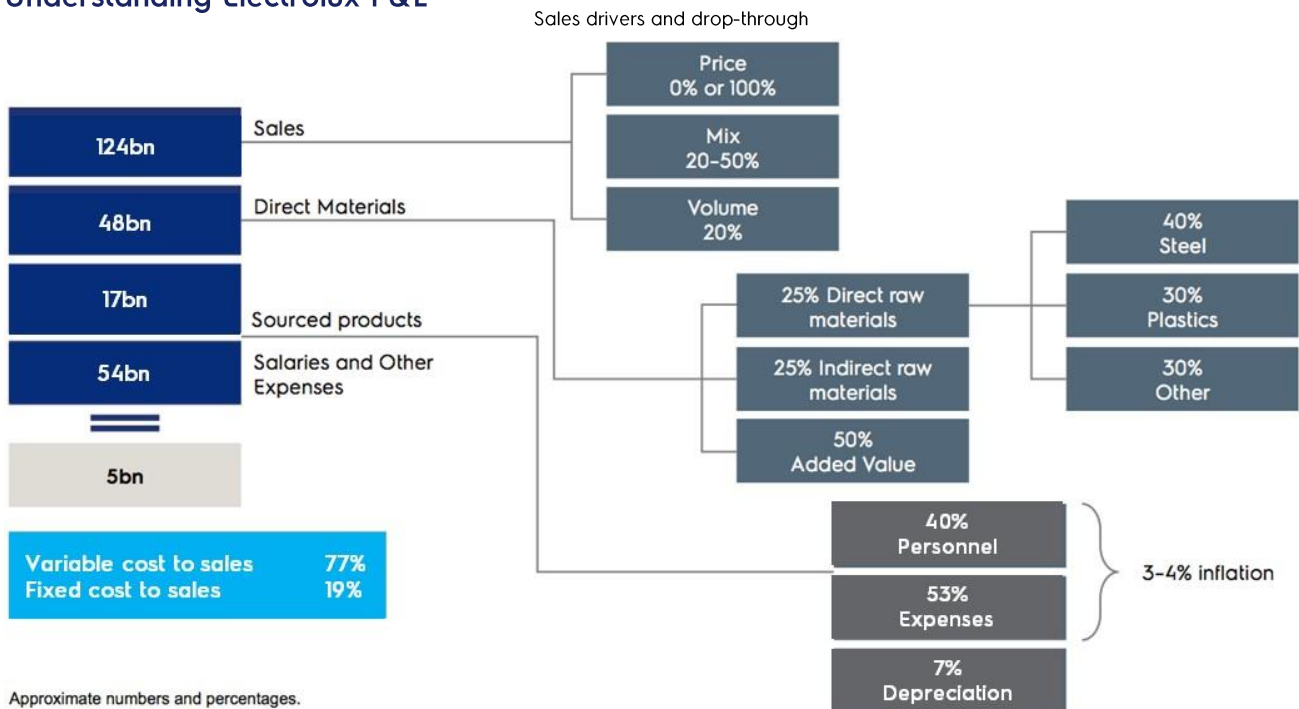 Understanding Electrolux P&L
Sales drivers and drop-through
124bn
Sales
48bn
Direct Materials
17bn
Sourced products
54bn
Salaries and Other
Expenses
5bn
Variable cost to sales 77%
Fixed cost to sales 19%
Price
0% or 100%
Mix
20–50%
Volume
20%
25% Direct raw
materials
25% Indirect raw
materials
50%
Added Value
40%
Steel
30%
Plastics
30%
Other
40%
Personnel
53%
Expenses
7%
Depreciation
3–4% inflation
Approximate numbers and percentages.